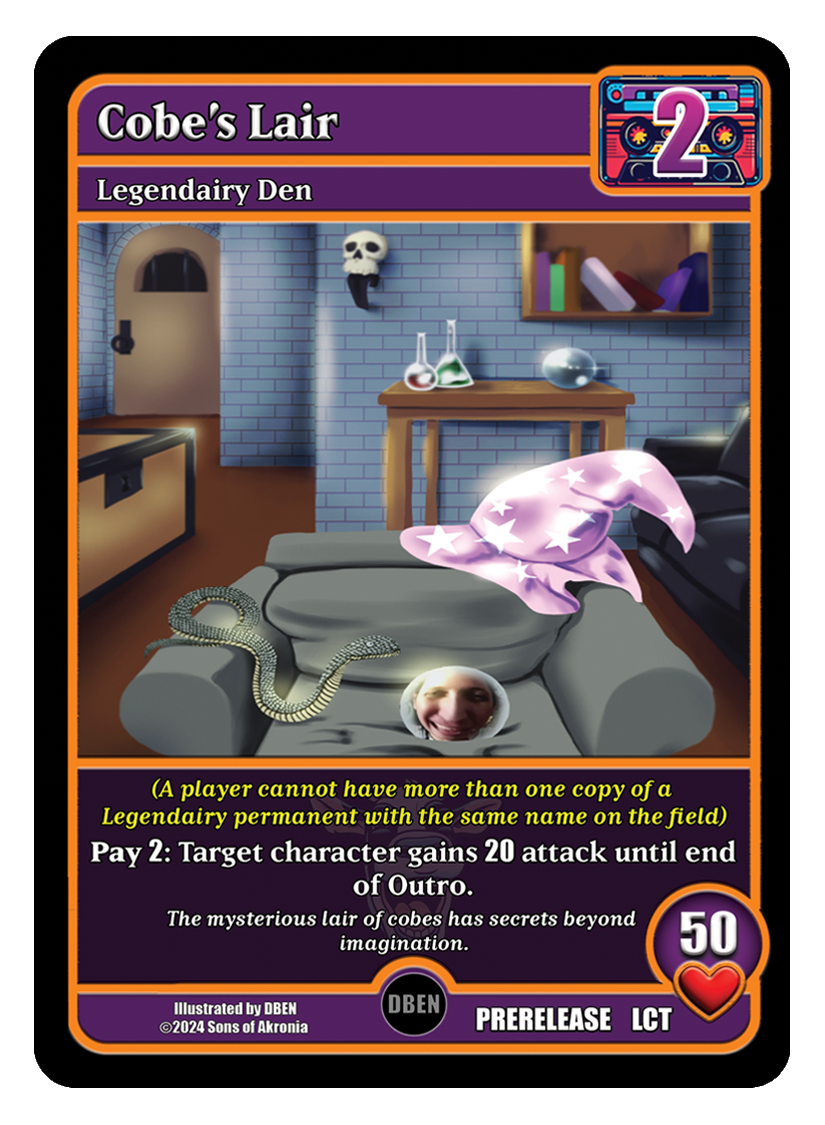 Cobe's Lair
2
Legendairy Den
(A player cannot have more than one copy of a
Legendairy permanent with the same name on the field)
Pay 2: Target character gains 20 attack until end
of Outro.
The mysterious lair of cobes has secrets beyond
imagination.
50
Illustrated by DBEN
©2024 Sons of Akronia
DBEN
PRERELEASE LCT